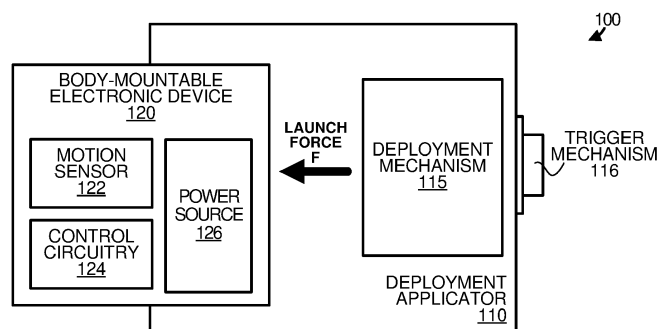 100
BODY-MOUNTABLE
ELECTRONIC DEVICE
120
MOTION
SENSOR
122
CONTROL
CIRCUITRY
124
POWER
SOURCE
126
LAUNCH
FORCE
F
DEPLOYMENT
MECHANISM
115
TRIGGER
MECHANISM
116
DEPLOYMENT
APPLICATOR
110